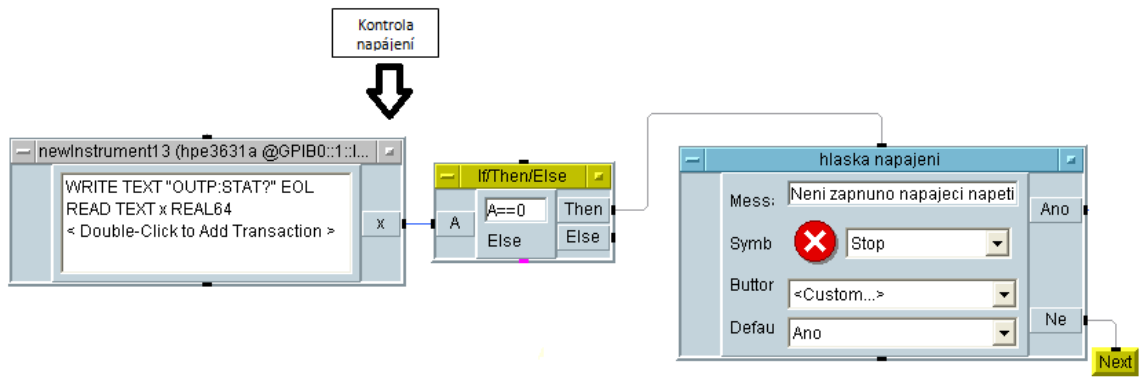 Kontrola
napájení
newInstrument13 (hpe3631a @GPIB0::1::I...
WRITE TEXT "OUTP:STAT?" EOL
READ TEXT x REAL64
< Double-Click to Add Transaction >
x
If/Then/Else
A
A==0
Then
Else
Else
hlaska napajeni
Mess:
Neni zapnuno napajeci napeti
Ano
Symb
Stop
Buttor
<Custom...>
Defau
Ano
Ne
Next